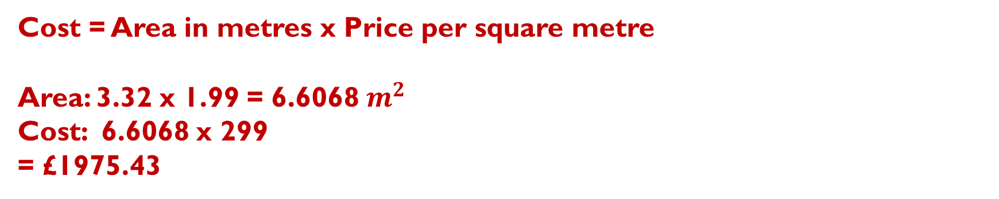 Cost = Area in metres x Price per square metre
Area: 3.32 x 1.99 = 6.6068 m²
Cost: 6.6068 x 299
= £1975.43